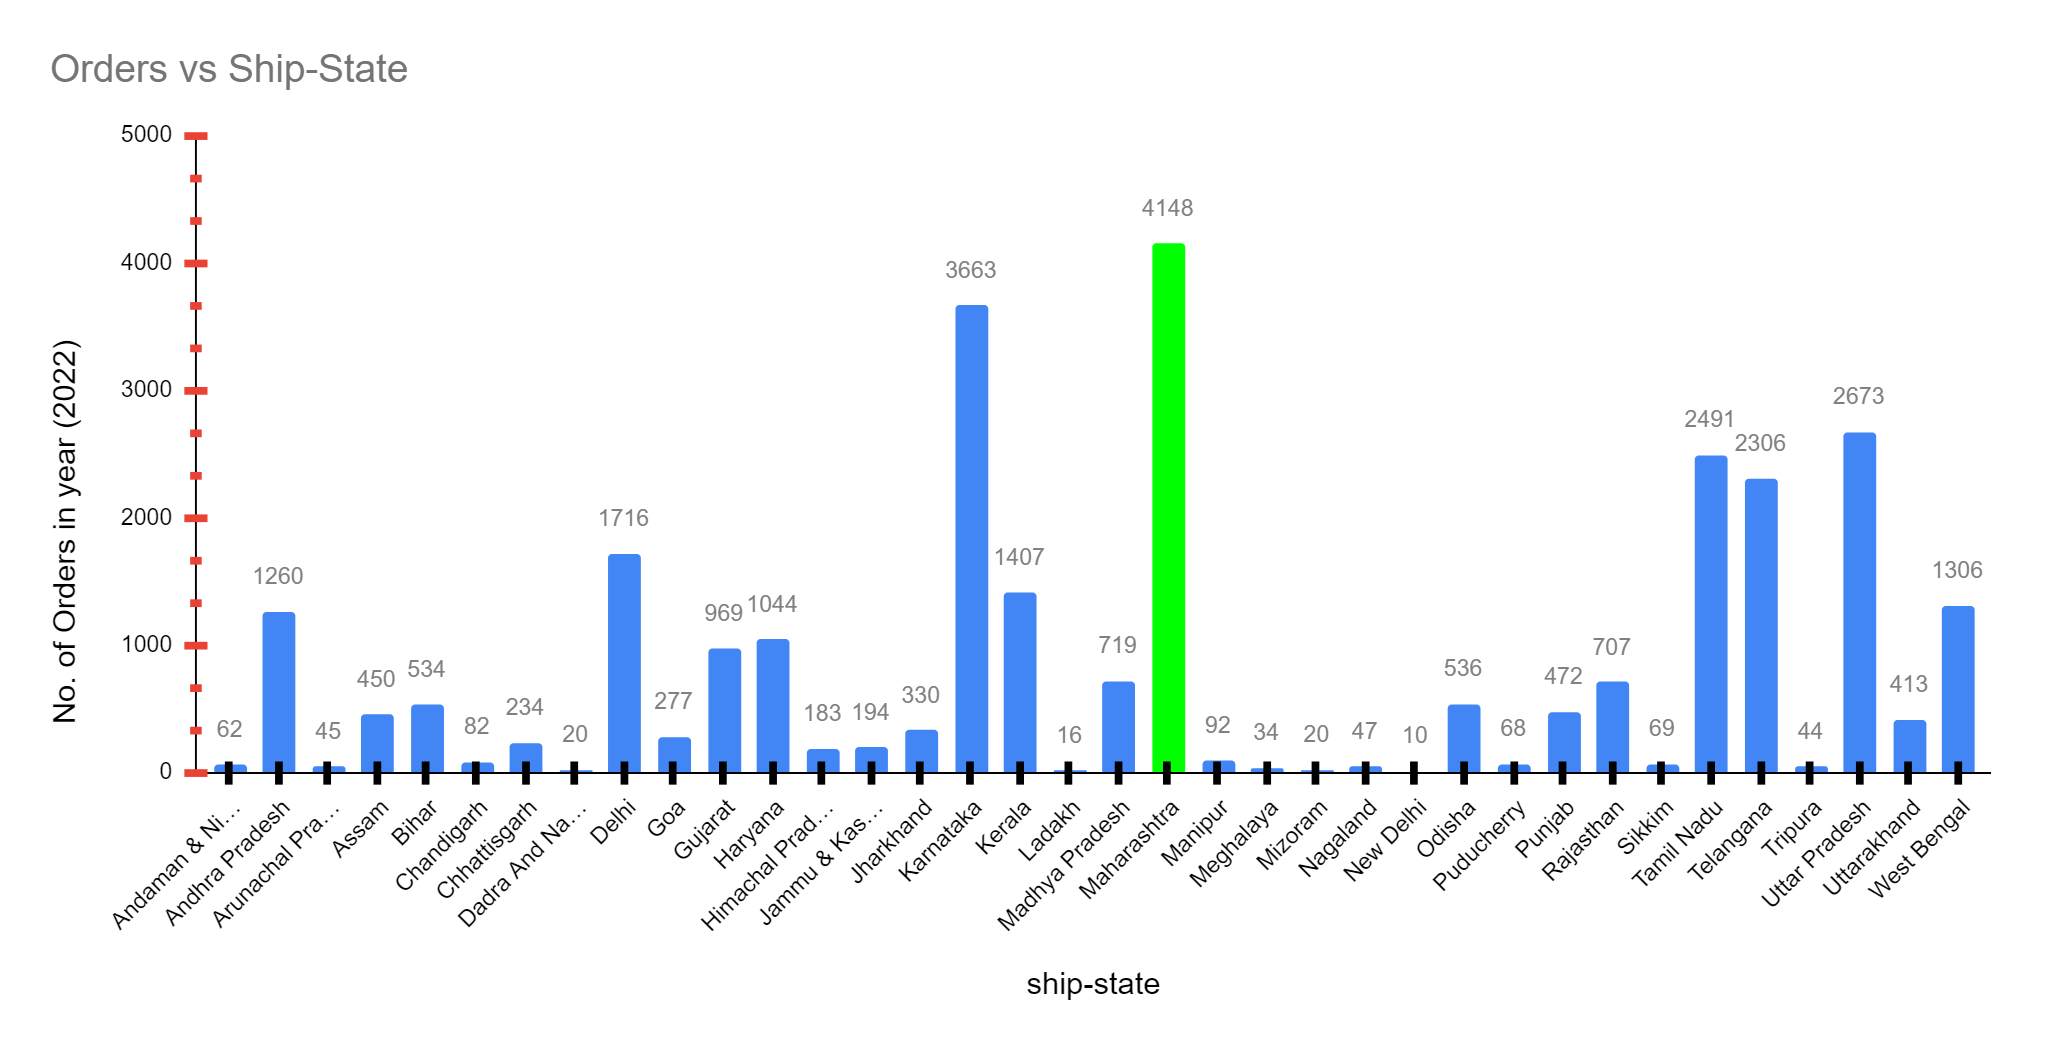 Orders vs Ship-State
No. of Orders in year (2022)
5000
4000
3000
2000
1000
0
62
1260
45
450
534
82
234
20
1716
277
969
1044
183
194
330
3663
1407
16
719
4148
92
34
20
47
10
536
68
472
707
69
2491
2306
44
2673
413
1306
Andaman & Ni…
Andhra Pradesh
Arunachal Pra…
Assam
Bihar
Chandigarh
Chhattisgarh
Dadra And Na…
Delhi
Goa
Gujarat
Haryana
Himachal Prad…
Jammu & Kas…
Jharkhand
Karnataka
Kerala
Ladakh
Madhya Pradesh
Maharashtra
Manipur
Meghalaya
Mizoram
Nagaland
New Delhi
Odisha
Puducherry
Punjab
Rajasthan
Sikkim
Tamil Nadu
Telangana
Tripura
Uttar Pradesh
Uttarakhand
West Bengal
ship-state